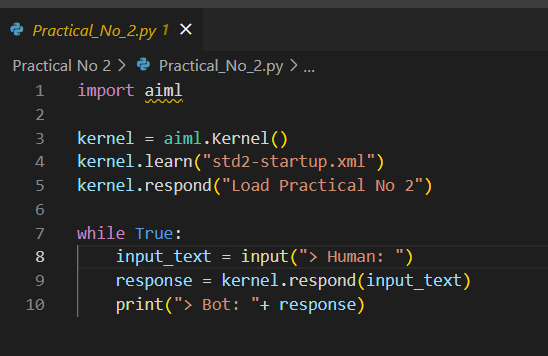 Practical_No_2.py 1 ×
Practical No 2 > Practical_No_2.py > ...
1 import aiml
2
3 kernel = aiml.Kernel()
4 kernel.learn("std2-startup.xml")
5 kernel.respond("Load Practical No 2")
6
7 while True:
8     input_text = input("> Human: ")
9     response = kernel.respond(input_text)
10     print("> Bot: "+ response)